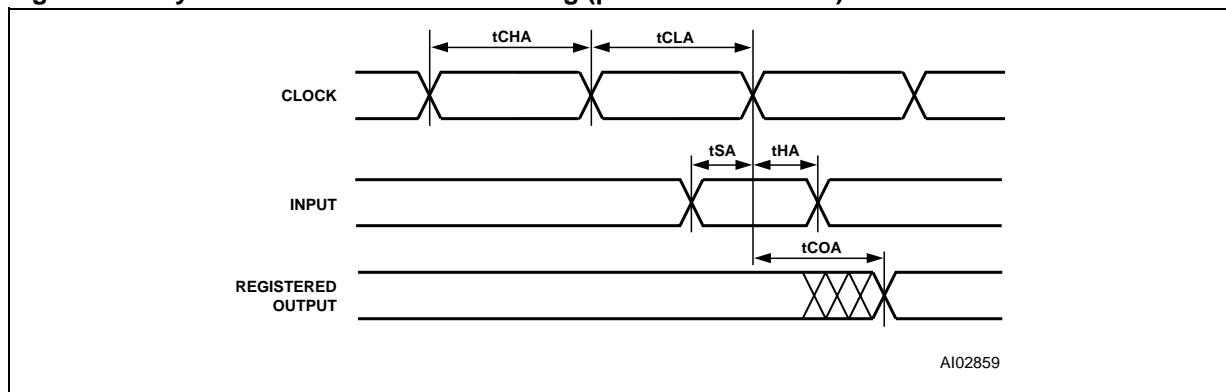 tCHA tCLA
CLOCK
tSA tHA
INPUT
tCOA
REGISTERED
OUTPUT
AI02859